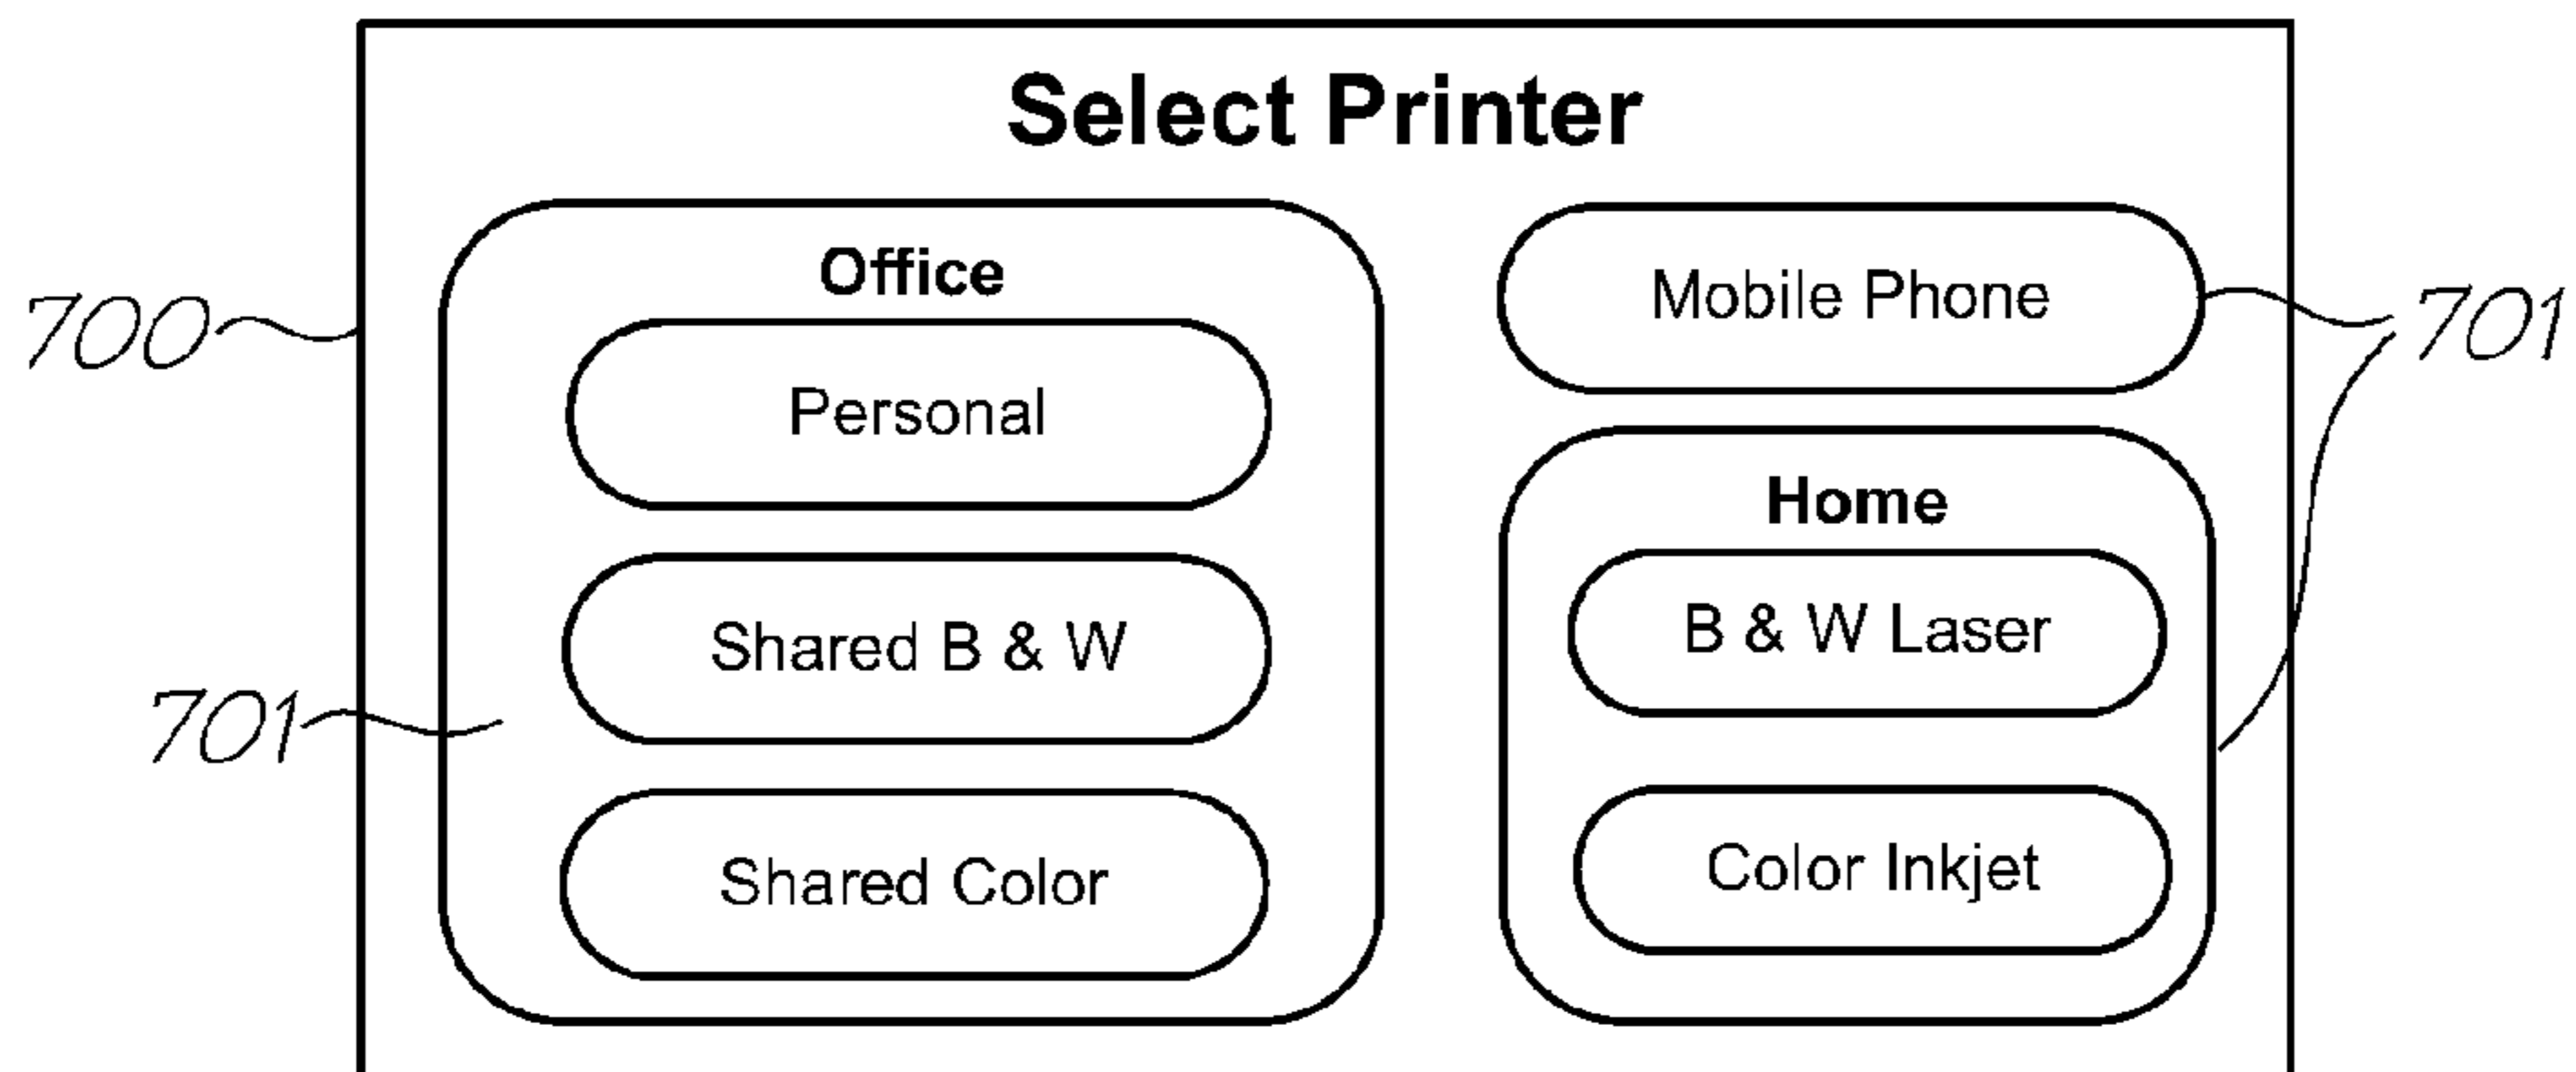 Select Printer
Office
Personal
Shared B & W
Shared Color
Mobile Phone
Home
B & W Laser
Color Inkjet
700
701
701